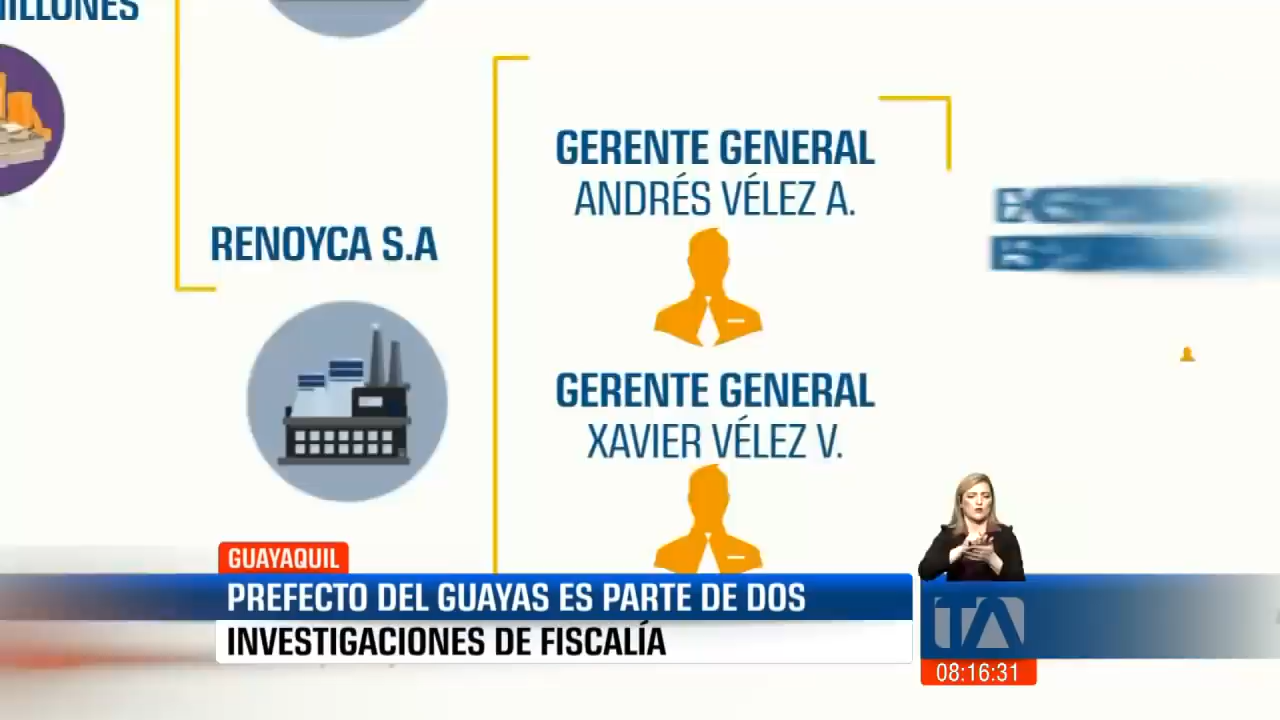 RENOYCA S.A
GERENTE GENERAL
ANDRÉS VÉLEZ A.
GERENTE GENERAL
XAVIER VÉLEZ V.
GUAYAQUIL
PREFECTO DEL GUAYAS ES PARTE DE DOS
INVESTIGACIONES DE FISCALÍA
TA
08:16:31